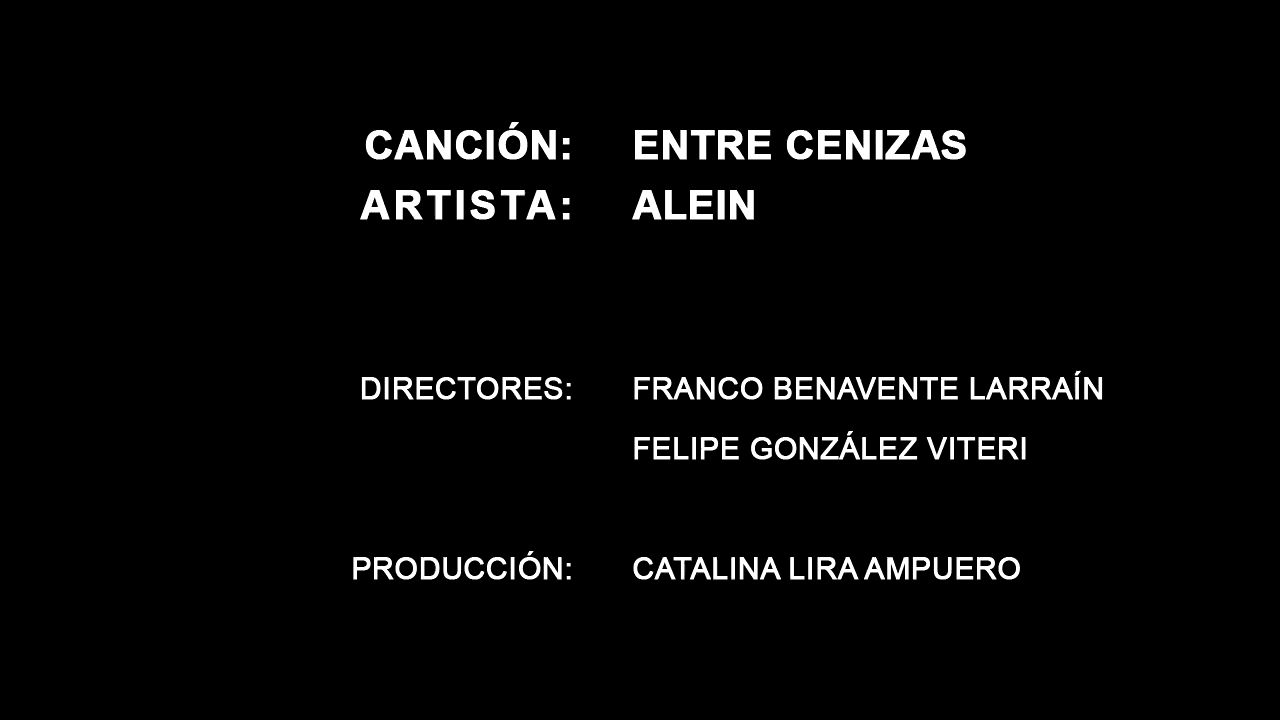 CANCIÓN: ENTRE CENIZAS
ARTISTA: ALEIN
DIRECTORES: FRANCO BENAVENTE LARRAÍN
FELIPE GONZÁLEZ VITERI
PRODUCCIÓN: CATALINA LIRA AMPUERO